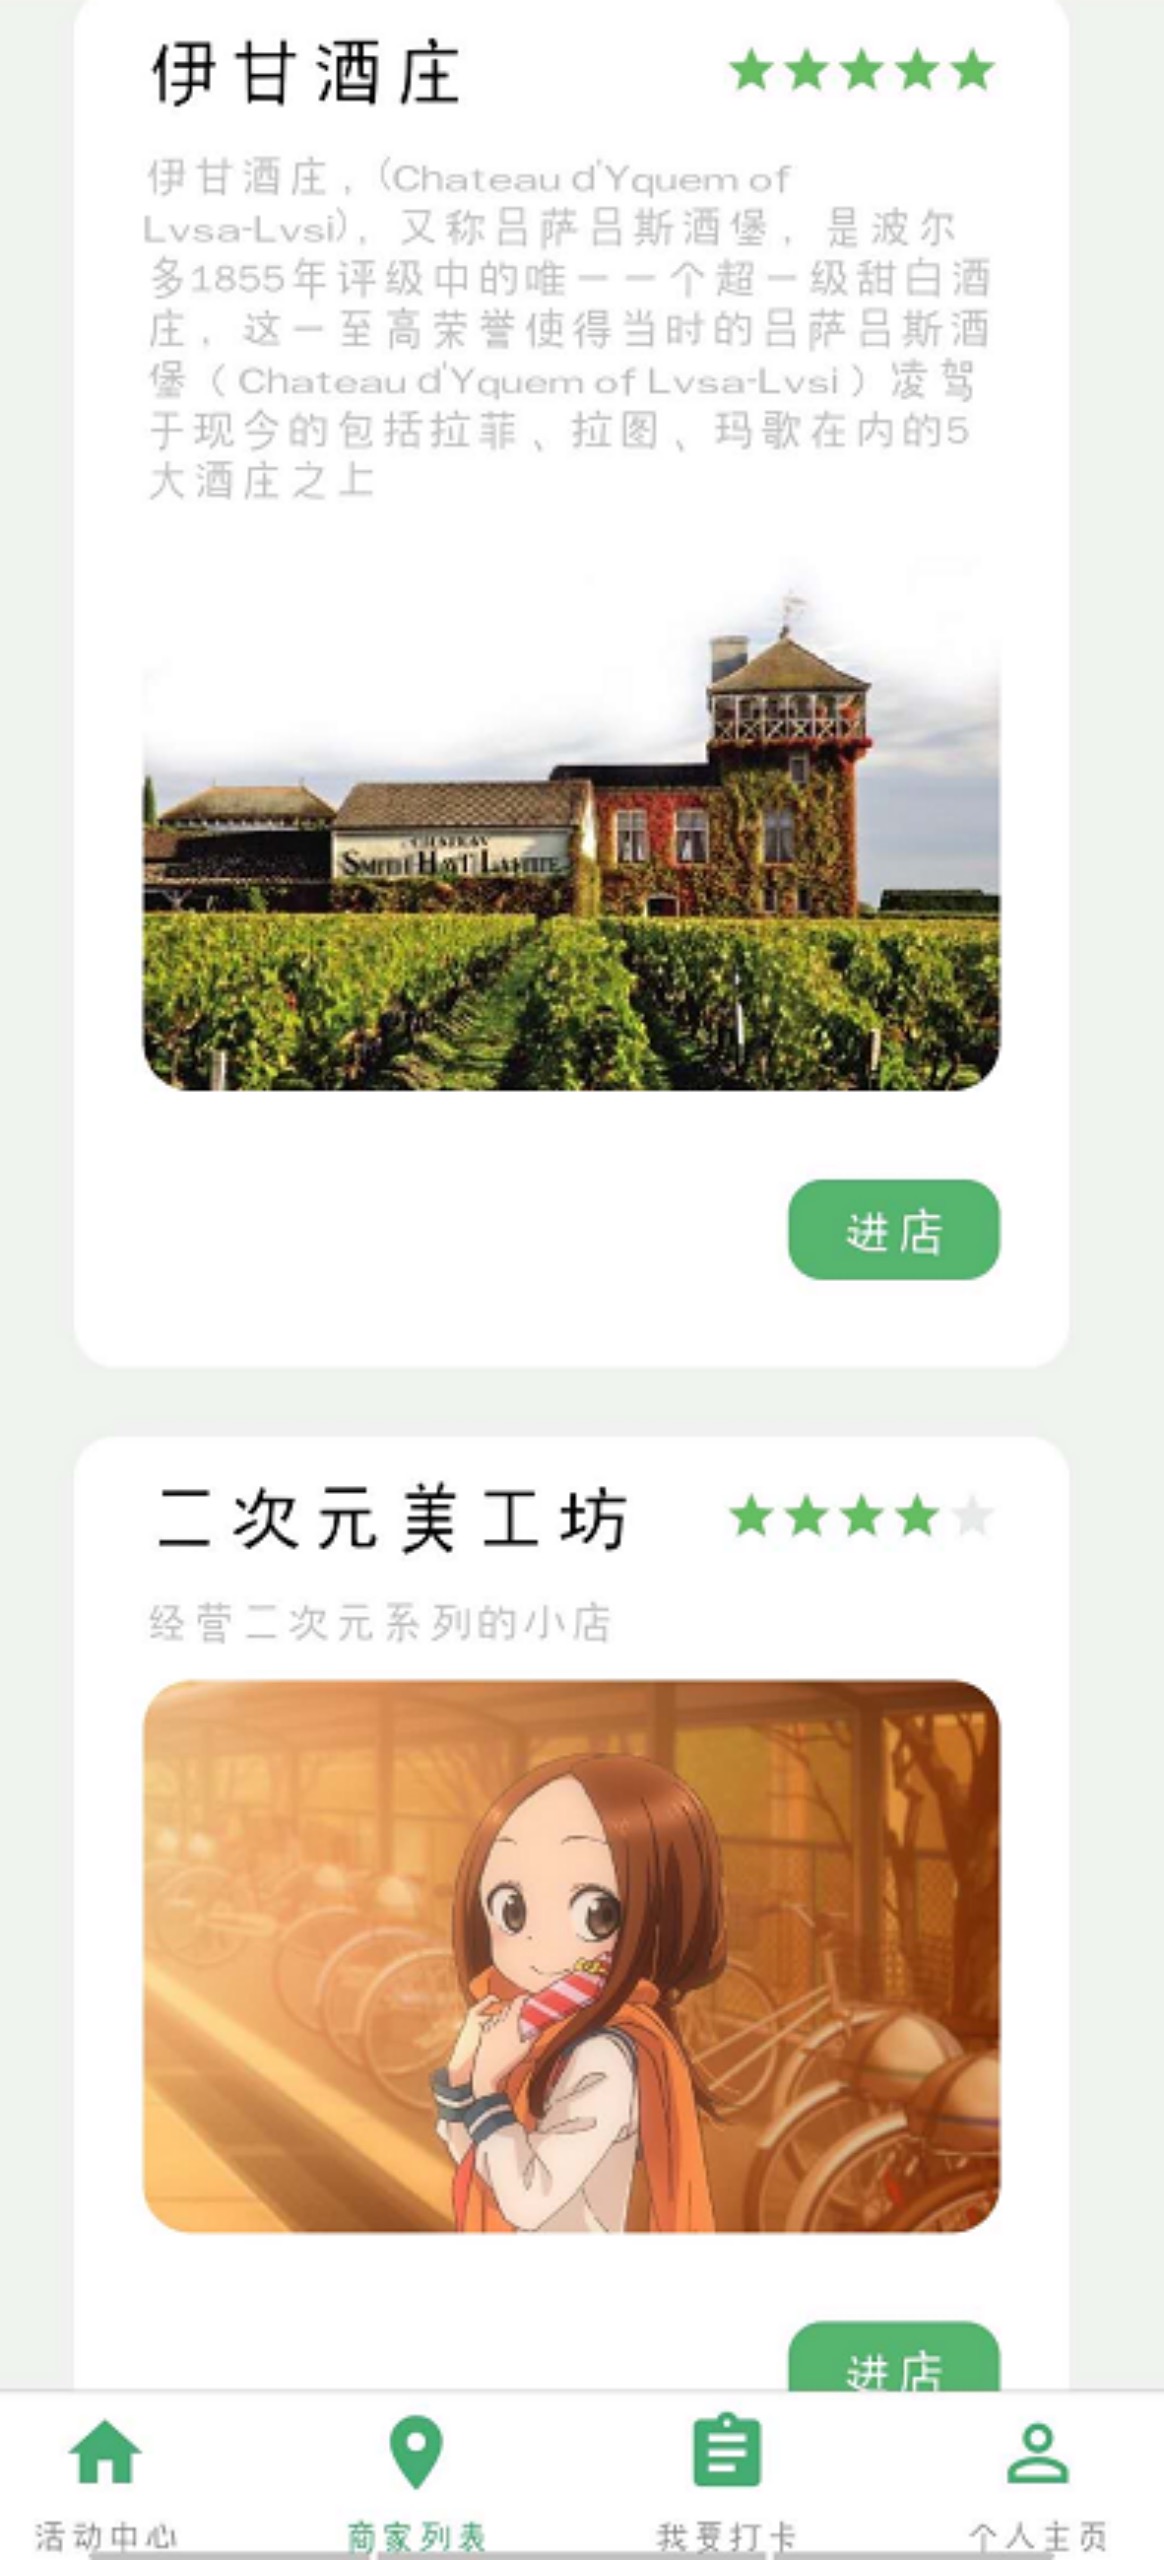 伊甘酒庄
伊甘酒庄,(Chateau d'Yquem of
Lvsa-Lvsi), 又称吕萨吕斯酒堡，是波尔
多1855年评级中的唯一一个超一级甜白酒
庄，这一至高荣誉使得当时的吕萨吕斯酒
堡（Chateau d'Yquem of Lvsa-Lvsi）凌驾
于现今的包括拉菲、拉图、玛歌在内的5
大酒庄之上
CHATEAU
SMITH HAUT LAFITTE
进店
二次元美工坊
经营二次元系列的小店
进店
活动中心
商家列表
我要打卡
个人主页